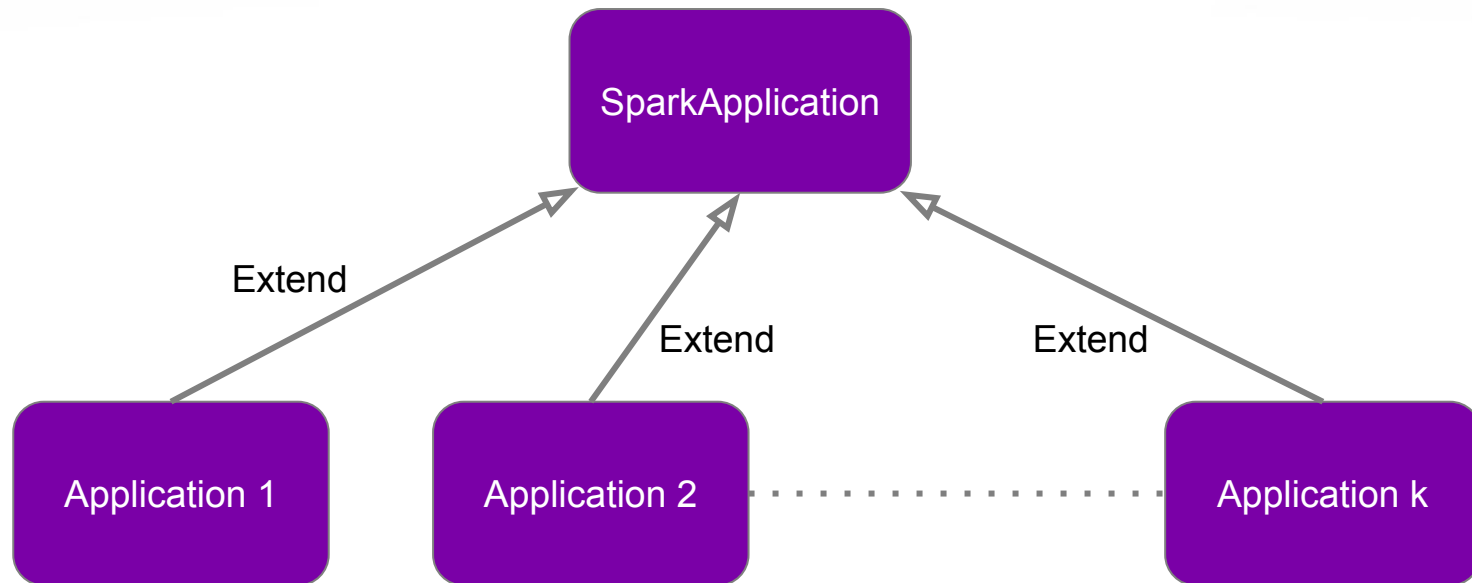 SparkApplication
Extend
Extend
Extend
Application 1
Application 2
Application k